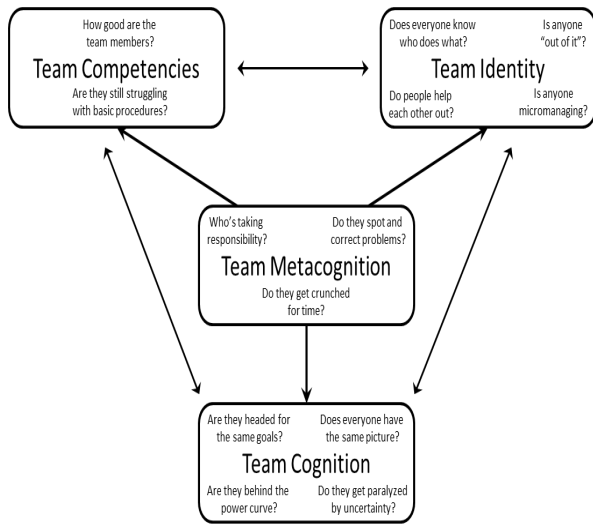 How good are the
team members?
Team Competencies
Are they still struggling
with basic procedures?
Does everyone know
who does what?
Is anyone
“out of it”?
Team Identity
Do people help
each other out?
Is anyone
micromanaging?
Who's taking
responsibility?
Do they spot and
correct problems?
Team Metacognition
Do they get crunched
for time?
Are they headed for
the same goals?
Does everyone have
the same picture?
Team Cognition
Are they behind the
power curve?
Do they get paralyzed
by uncertainty?